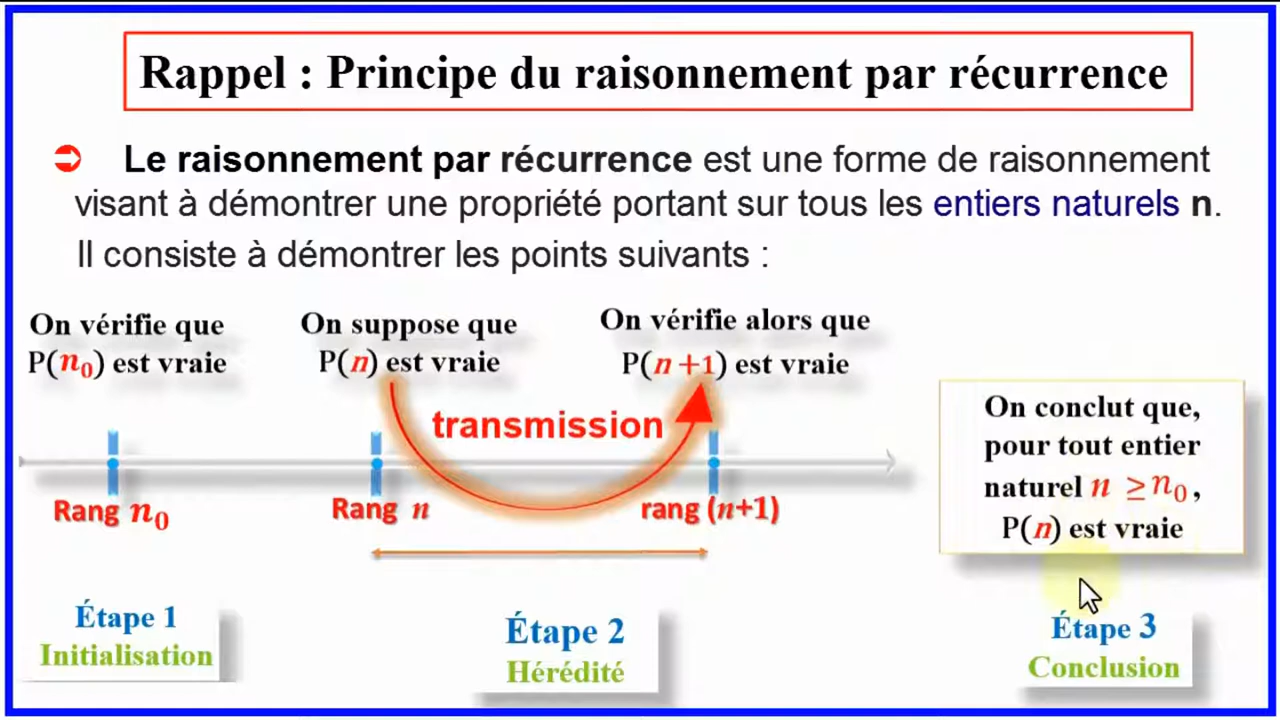 Rappel : Principe du raisonnement par récurrence
Le raisonnement par récurrence est une forme de raisonnement
visant à démontrer une propriété portant sur tous les entiers naturels n.
Il consiste à démontrer les points suivants :
On vérifie que
P(n₀) est vraie
On suppose que
P(n) est vraie
On vérifie alors que
P(n+1) est vraie
transmission
Rang n₀
Rang n
rang (n+1)
On conclut que,
pour tout entier
naturel n ≥ n₀ ,
P(n) est vraie
Étape 1
Initialisation
Étape 2
Hérédité
Étape 3
Conclusion